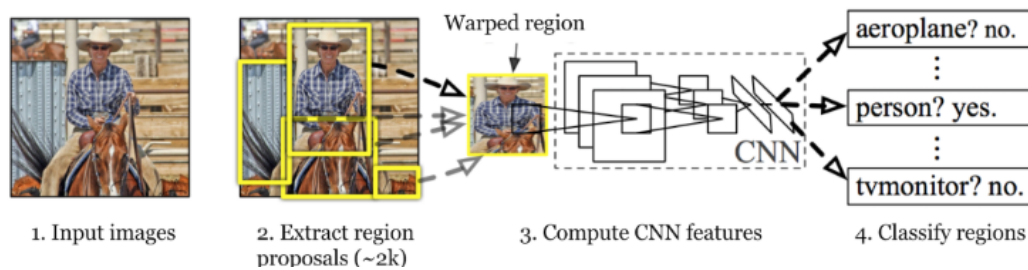 Warped region
aeroplane? no.
⋮
person? yes.
⋮
tvmonitor? no.
CNN
1. Input images
2. Extract region
proposals (~2k)
3. Compute CNN features
4. Classify regions